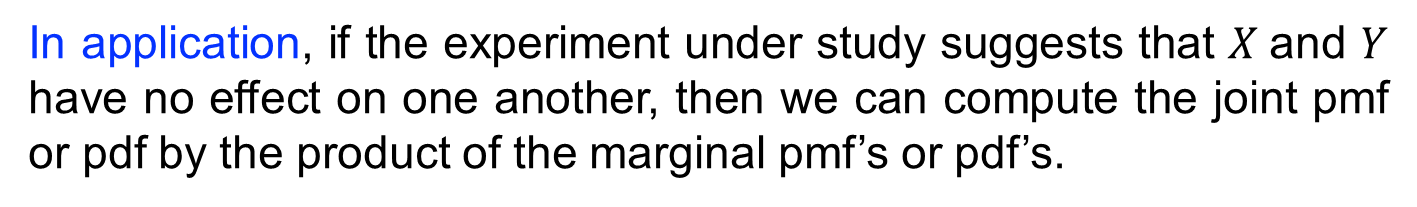 In application, if the experiment under study suggests that X and Y
have no effect on one another, then we can compute the joint pmf
or pdf by the product of the marginal pmf’s or pdf’s.